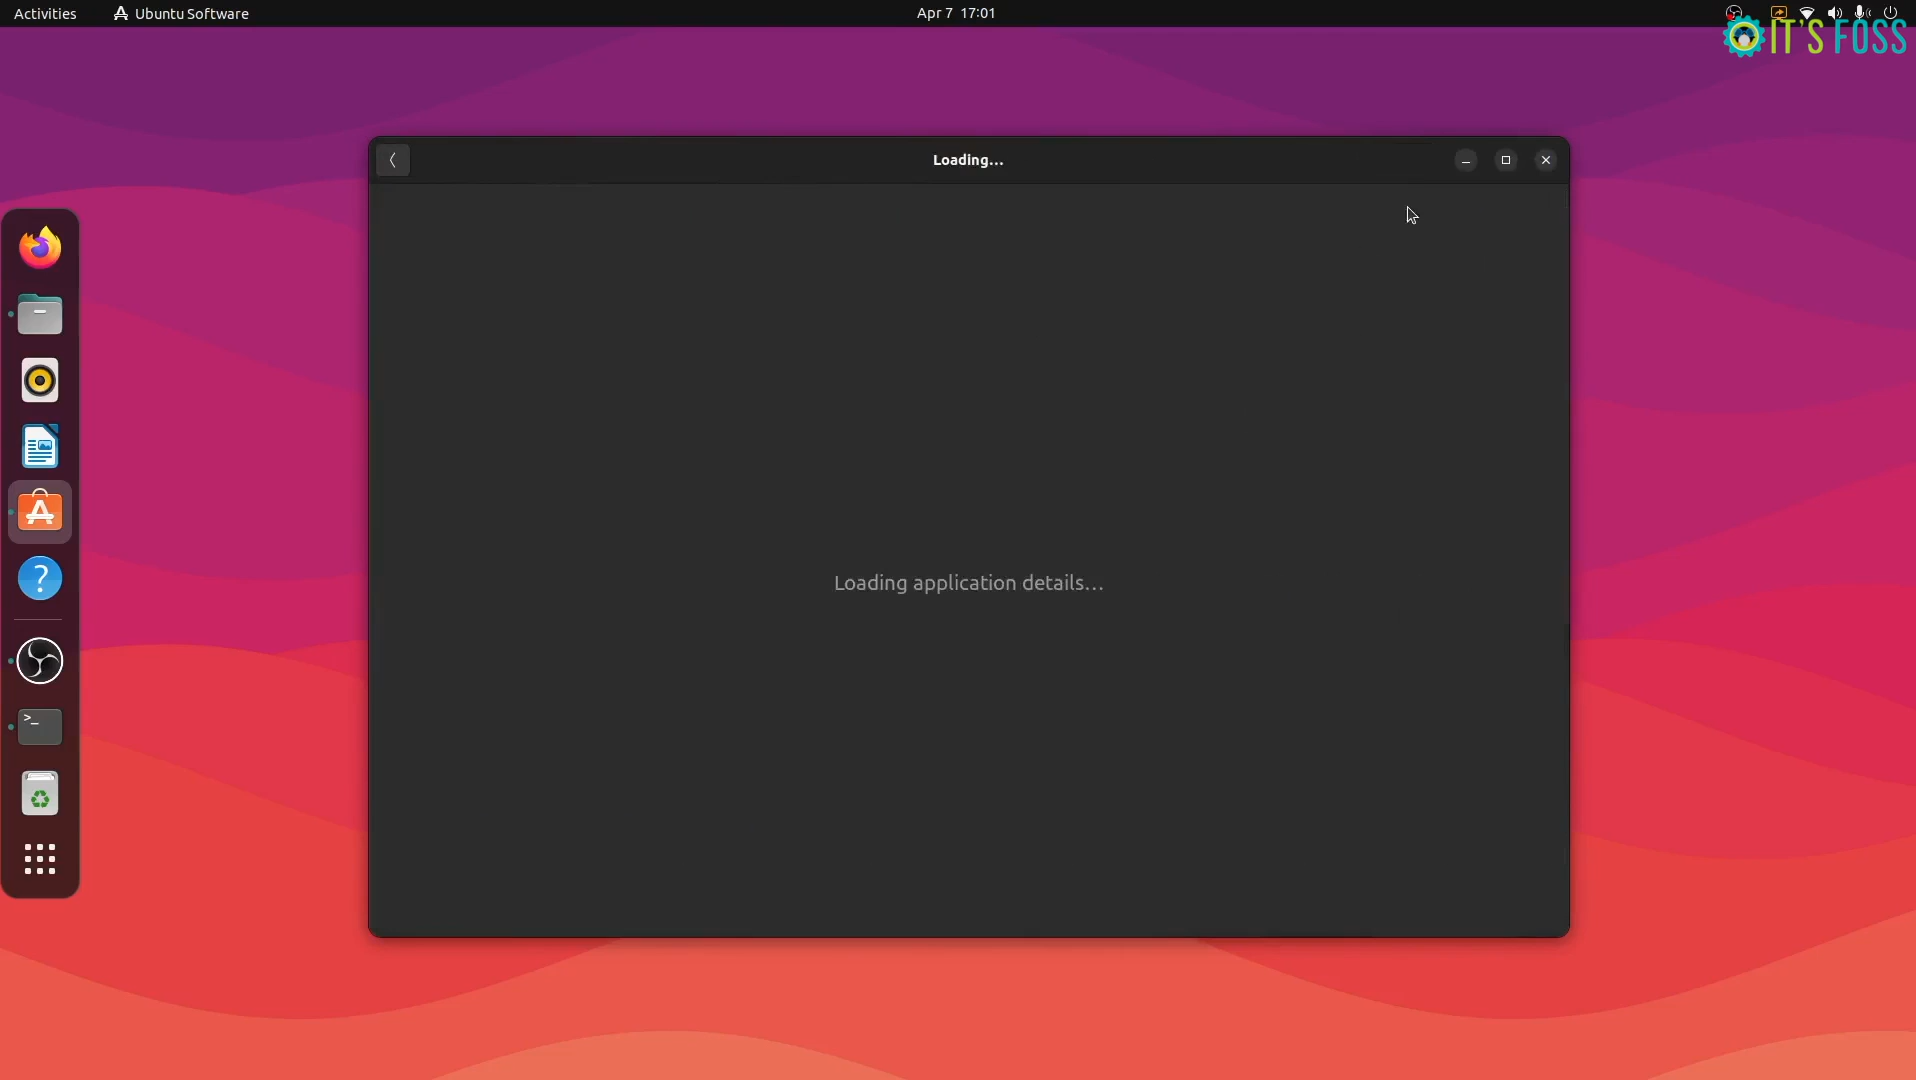 Activities
Ubuntu Software
Apr 7 17:01
IT'S FOSS
Loading...
Loading application details...